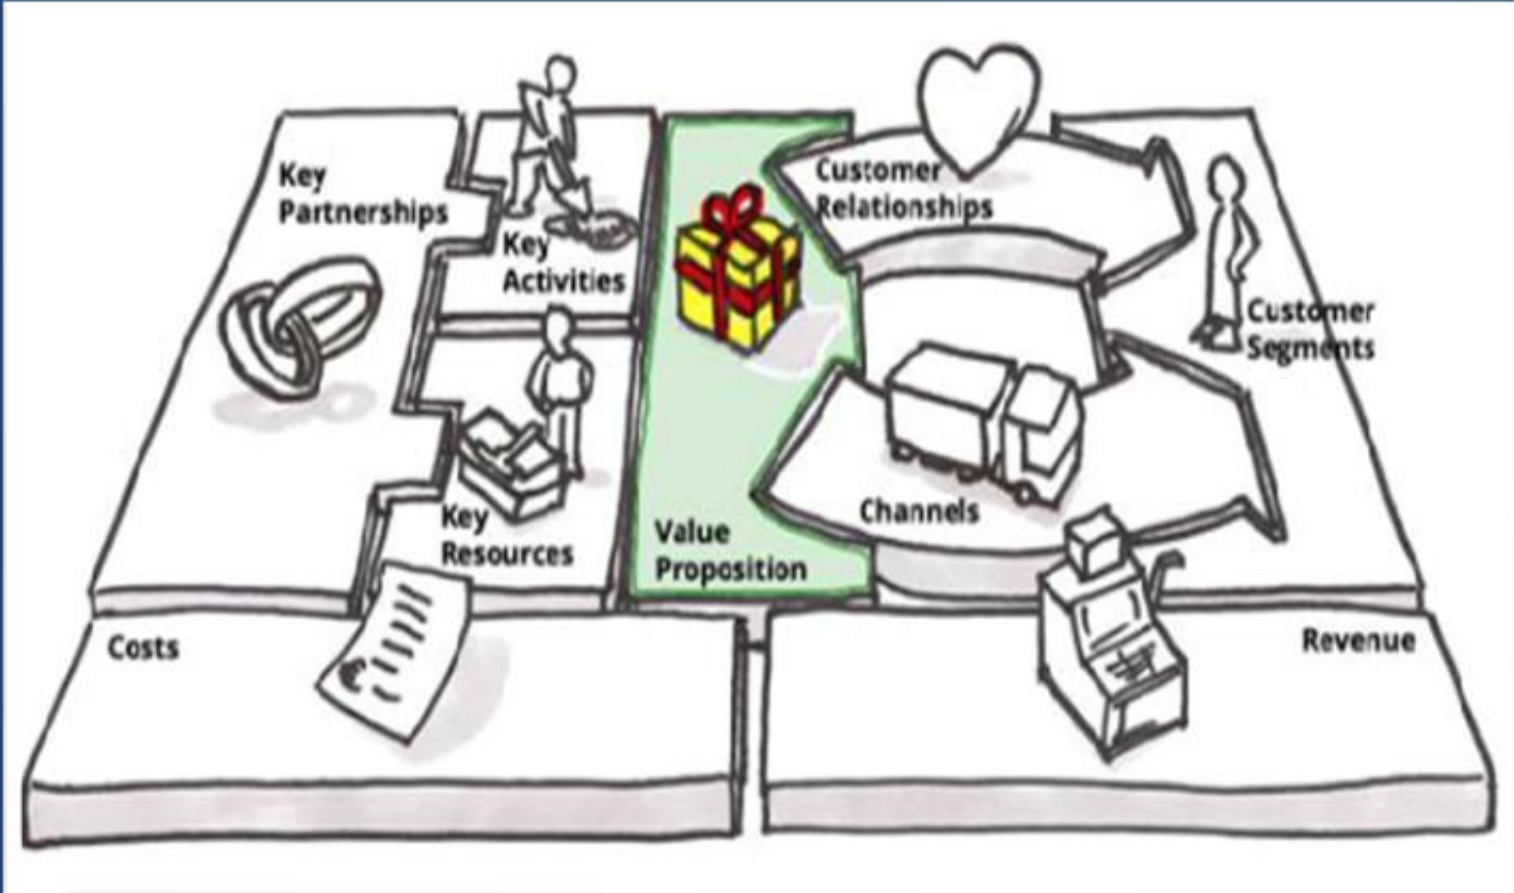 Key
Partnerships
Key
Activities
Key
Resources
Value
Proposition
Customer
Relationships
Channels
Customer
Segments
Costs
Revenue